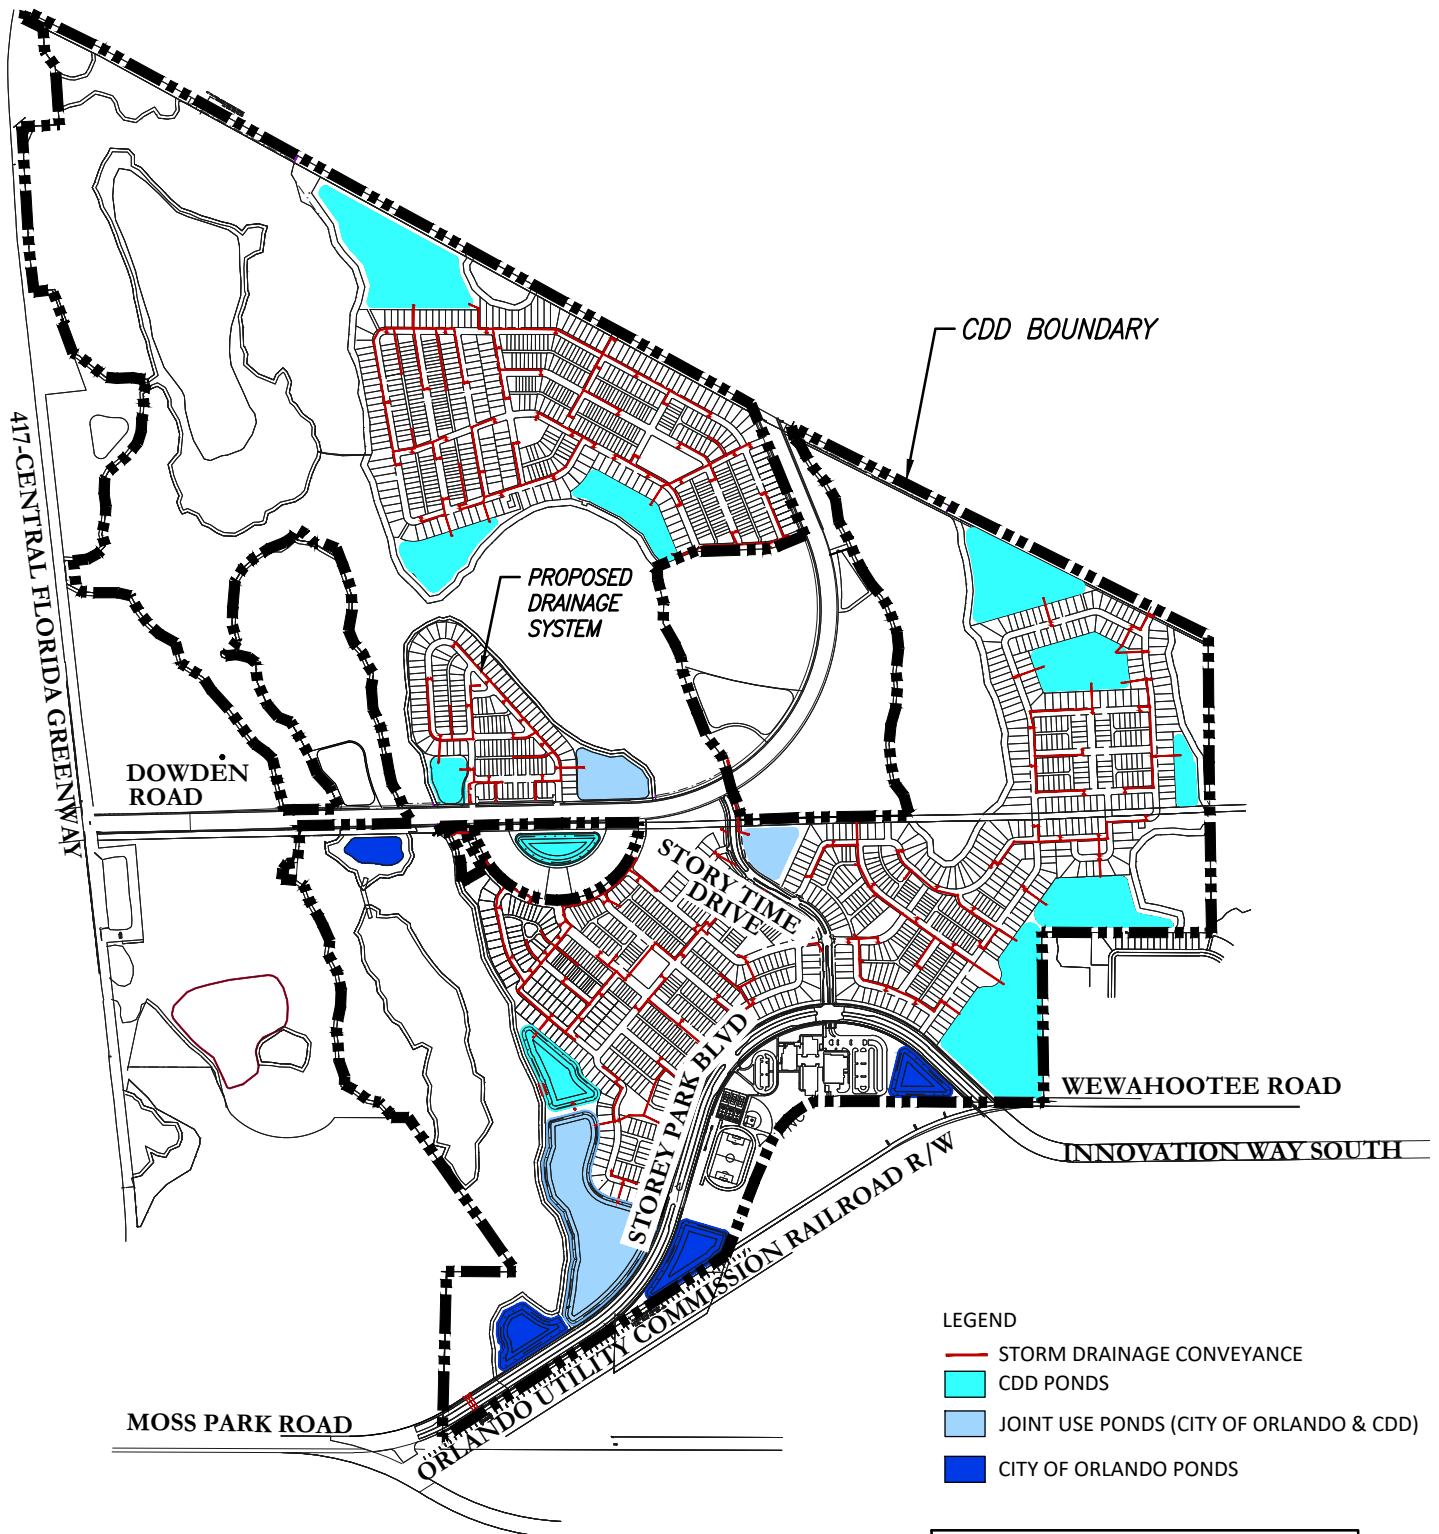 CDD BOUNDARY
417-CENTRAL FLORIDA GREENWAY
PROPOSED
DRAINAGE
SYSTEM
DOWDEN
ROAD
STORY TIME
DRIVE
STOREY PARK BLVD
WEWAHOOTEE ROAD
INNOVATION WAY SOUTH
ORLANDO UTILITY COMMISSION RAILROAD R/W
MOSS PARK ROAD
LEGEND
STORM DRAINAGE CONVEYANCE
CDD PONDS
JOINT USE PONDS (CITY OF ORLANDO & CDD)
CITY OF ORLANDO PONDS